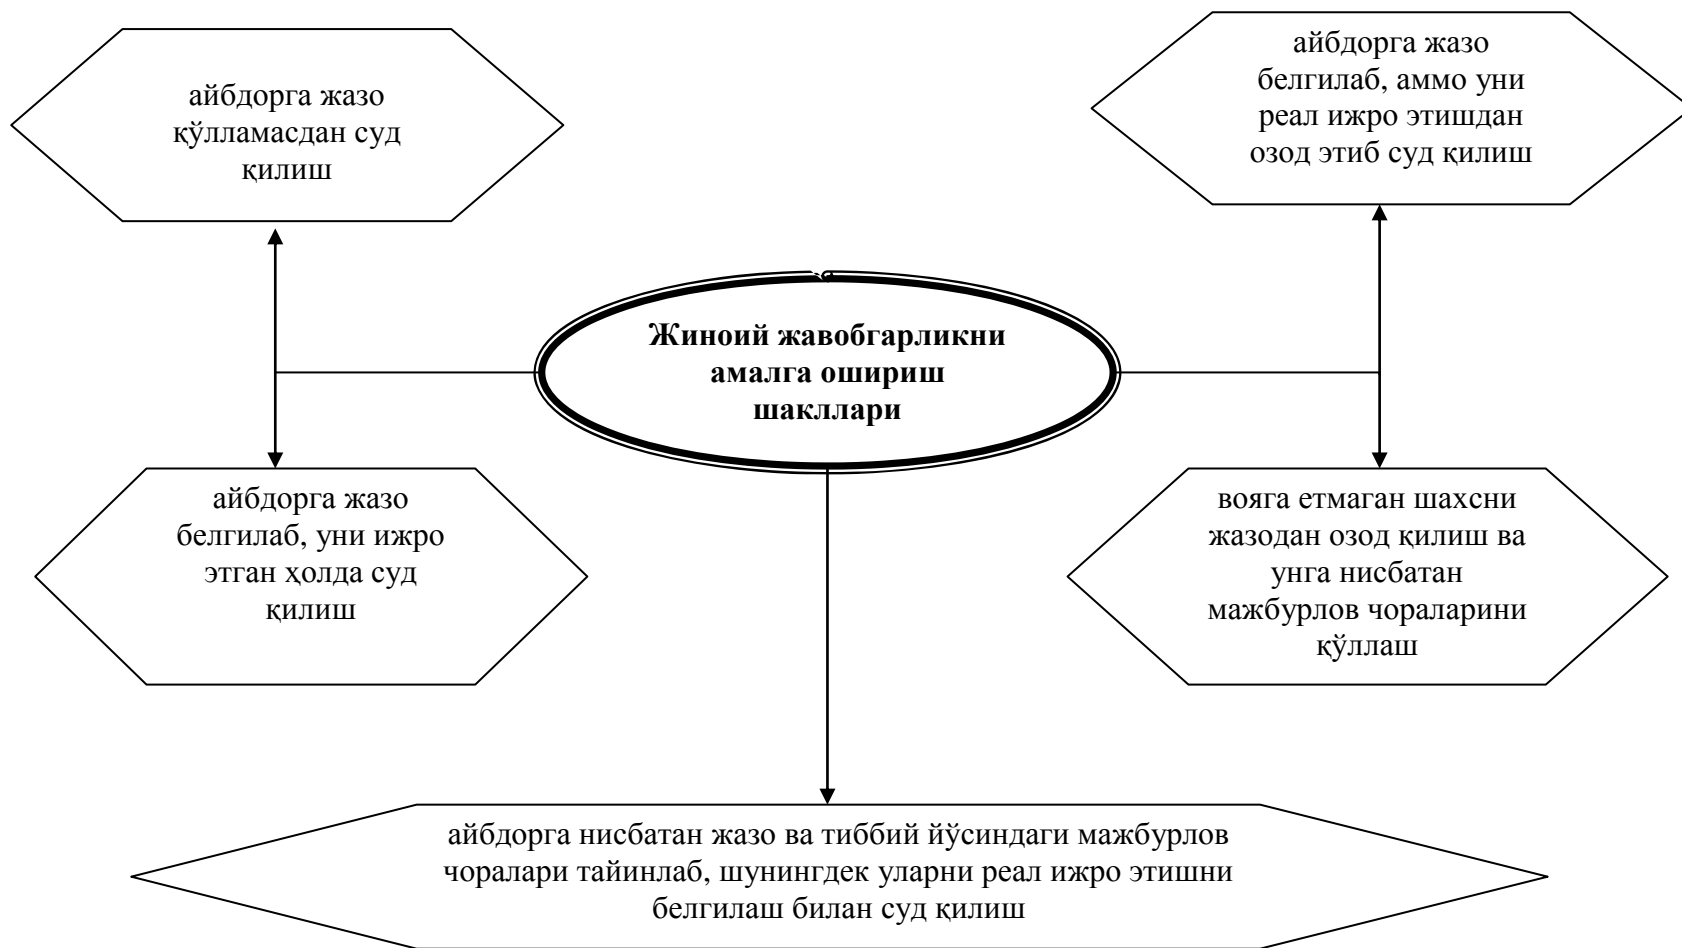 айбдорга жазо
қўлламасдан суд
қилиш
айбдорга жазо
белгилаб, аммо уни
реал ижро этишдан
озод этиб суд қилиш
Жиноий жавобгарликни
амалга ошириш
шакллари
айбдорга жазо
белгилаб, уни ижро
этган ҳолда суд
қилиш
вояга етмаган шахсни
жазодан озод қилиш ва
унга нисбатан
мажбурлов чораларини
қўллаш
айбдорга нисбатан жазо ва тиббий йўсиндаги мажбурлов
чоралари тайинлаб, шунингдек уларни реал ижро этишни
белгилаш билан суд қилиш